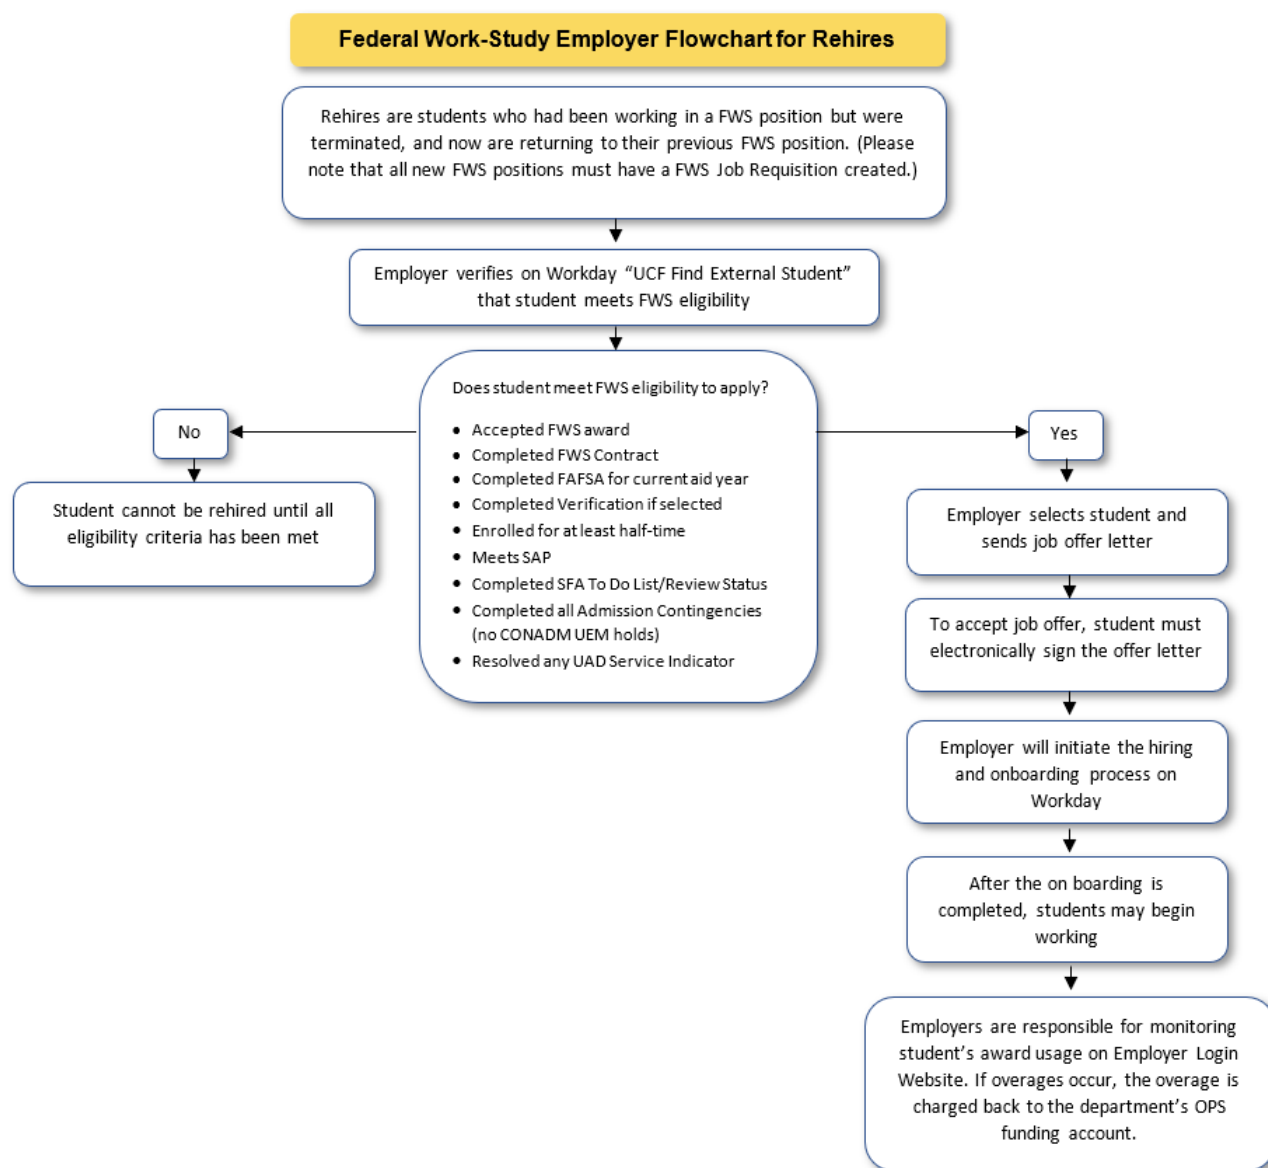 Federal Work-Study Employer Flowchart for Rehires
Rehires are students who had been working in a FWS position but were
terminated, and now are returning to their previous FWS position. (Please
note that all new FWS positions must have a FWS Job Requisition created.)
Employer verifies on Workday “UCF Find External Student”
that student meets FWS eligibility
Does student meet FWS eligibility to apply?
• Accepted FWS award
• Completed FWS Contract
• Completed FAFSA for current aid year
• Completed Verification if selected
• Enrolled for at least half-time
• Meets SAP
• Completed SFA To Do List/Review Status
• Completed all Admission Contingencies
(no CONADM UEM holds)
• Resolved any UAD Service Indicator
No
Student cannot be rehired until all
eligibility criteria has been met
Yes
Employer selects student and
sends job offer letter
To accept job offer, student must
electronically sign the offer letter
Employer will initiate the hiring
and onboarding process on
Workday
After the on boarding is
completed, students may begin
working
Employers are responsible for monitoring
student’s award usage on Employer Login
Website. If overages occur, the overage is
charged back to the department’s OPS
funding account.